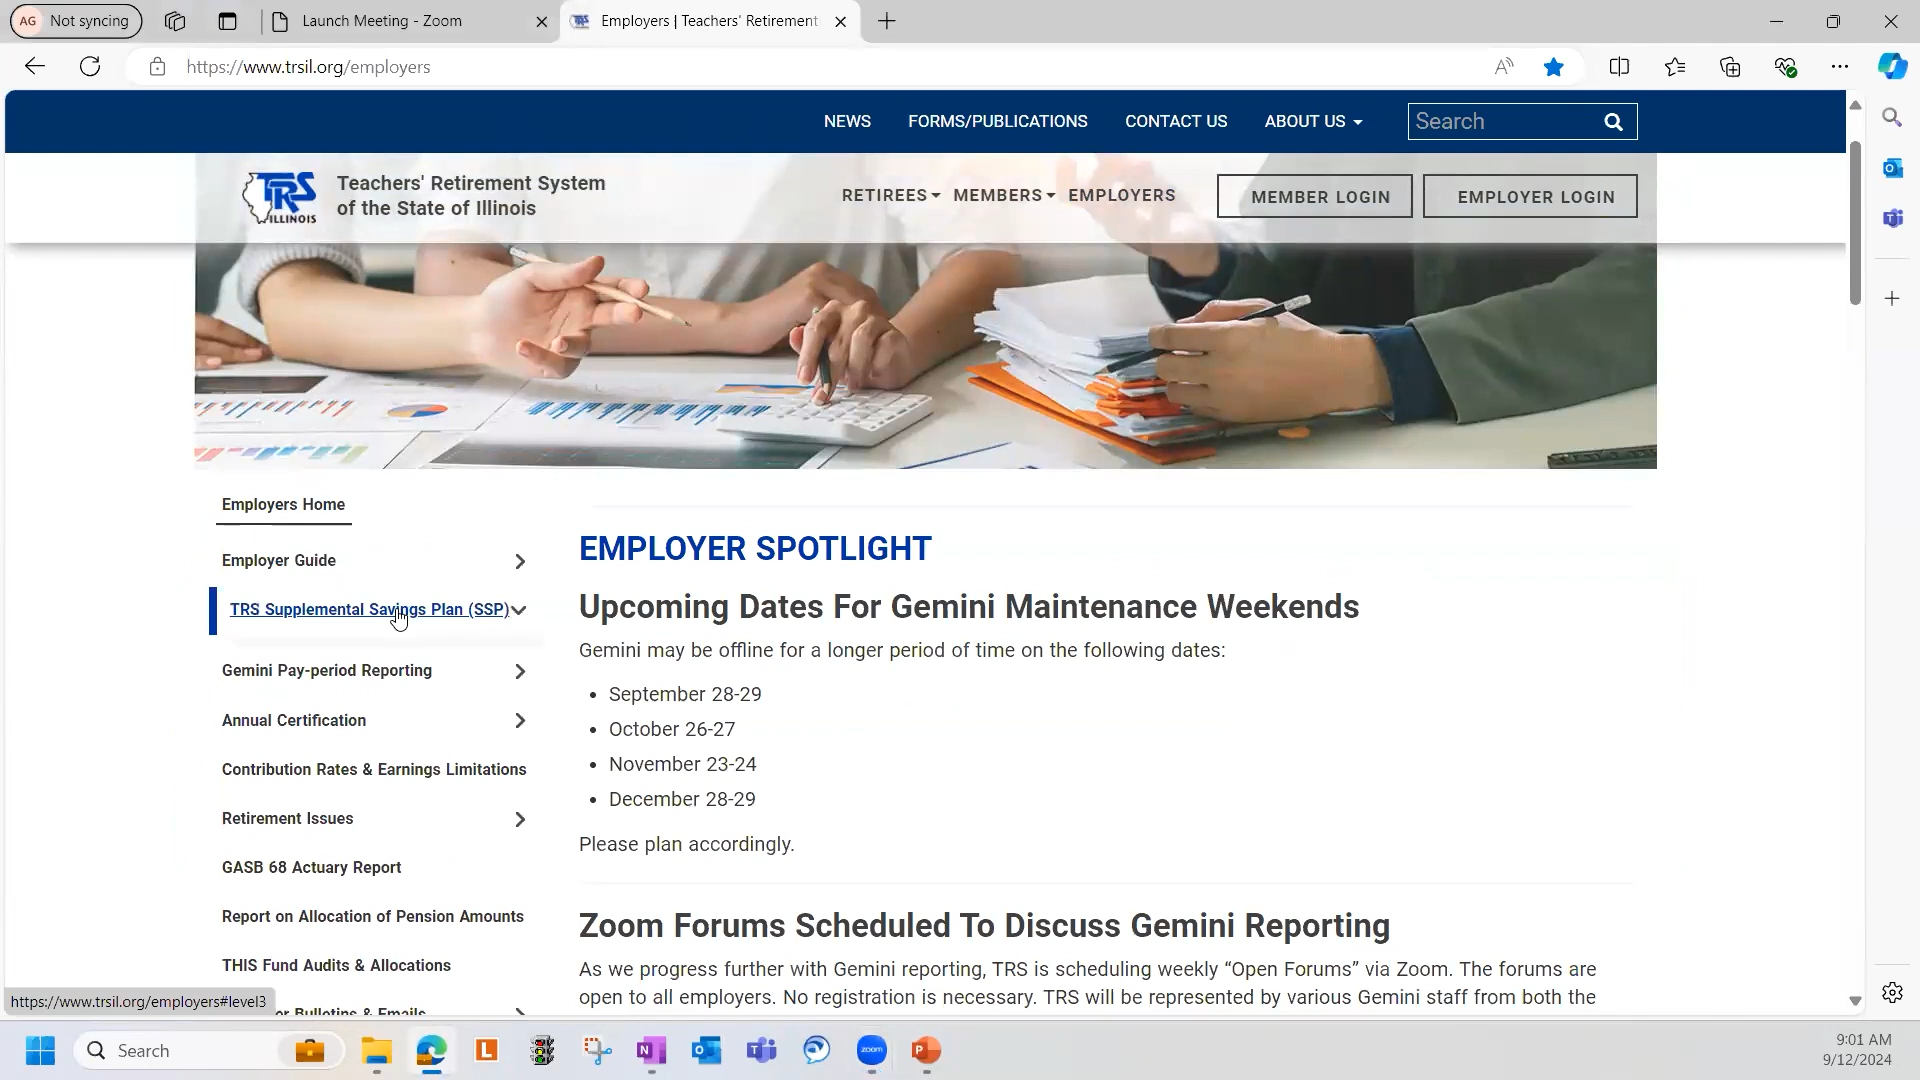 AG Not syncing
Launch Meeting - Zoom
Employers | Teachers' Retirement
https://www.trsil.org/employers
NEWS FORMS/PUBLICATIONS CONTACT US ABOUT US Search
TRS
ILLINOIS
Teachers' Retirement System
of the State of Illinois
RETIREES MEMBERS EMPLOYERS
MEMBER LOGIN
EMPLOYER LOGIN
Employers Home
Employer Guide
TRS Supplemental Savings Plan (SSP)
Gemini Pay-period Reporting
Annual Certification
Contribution Rates & Earnings Limitations
Retirement Issues
GASB 68 Actuary Report
Report on Allocation of Pension Amounts
THIS Fund Audits & Allocations
EMPLOYER SPOTLIGHT
Upcoming Dates For Gemini Maintenance Weekends
Gemini may be offline for a longer period of time on the following dates:
• September 28-29
• October 26-27
• November 23-24
• December 28-29
Please plan accordingly.
Zoom Forums Scheduled To Discuss Gemini Reporting
As we progress further with Gemini reporting, TRS is scheduling weekly “Open Forums” via Zoom. The forums are
open to all employers. No registration is necessary. TRS will be represented by various Gemini staff from both the
https://www.trsil.org/employers#level3
Search
L
zoom
9:01 AM
9/12/2024